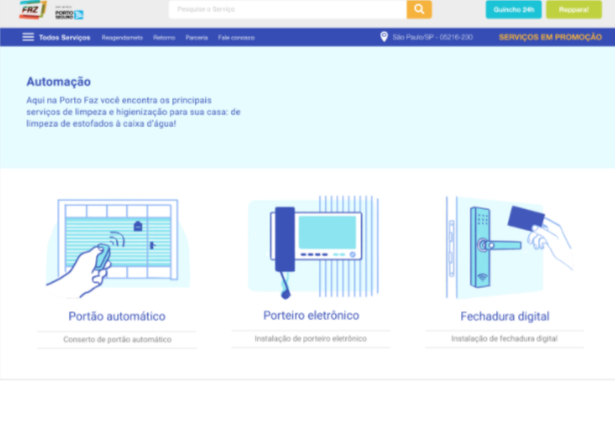 FAZ
PORTO
SEGURO
Pesquise o Serviço
Guincho 24h
Reppara!
Todos Serviços
Reagendamento
Retorno
Parceria
Fale conosco
São Paulo/SP - 05216-230
SERVIÇOS EM PROMOÇÃO
Automação
Aqui na Porto Faz você encontra os principais
serviços de limpeza e higienização para sua casa: de
limpeza de estofados à caixa d'água!
Portão automático
Conserto de portão automático
Porteiro eletrônico
Instalação de porteiro eletrônico
Fechadura digital
Instalação de fechadura digital